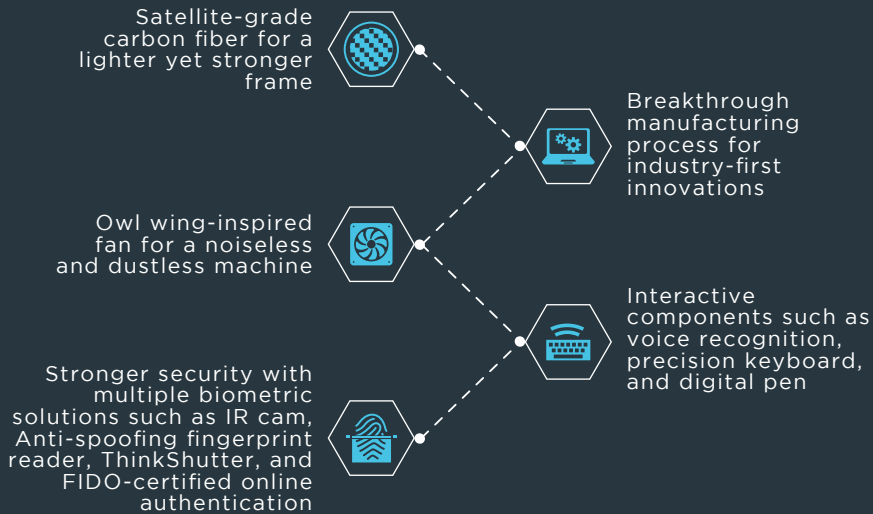 Satellite-grade
carbon fiber for a
lighter yet stronger
frame
Breakthrough
manufacturing
process for
industry-first
innovations
Owl wing-inspired
fan for a noiseless
and dustless machine
Interactive
components such as
voice recognition,
precision keyboard,
and digital pen
Stronger security with
multiple biometric
solutions such as IR cam,
Anti-spoofing fingerprint
reader, ThinkShutter, and
FIDO-certified online
authentication